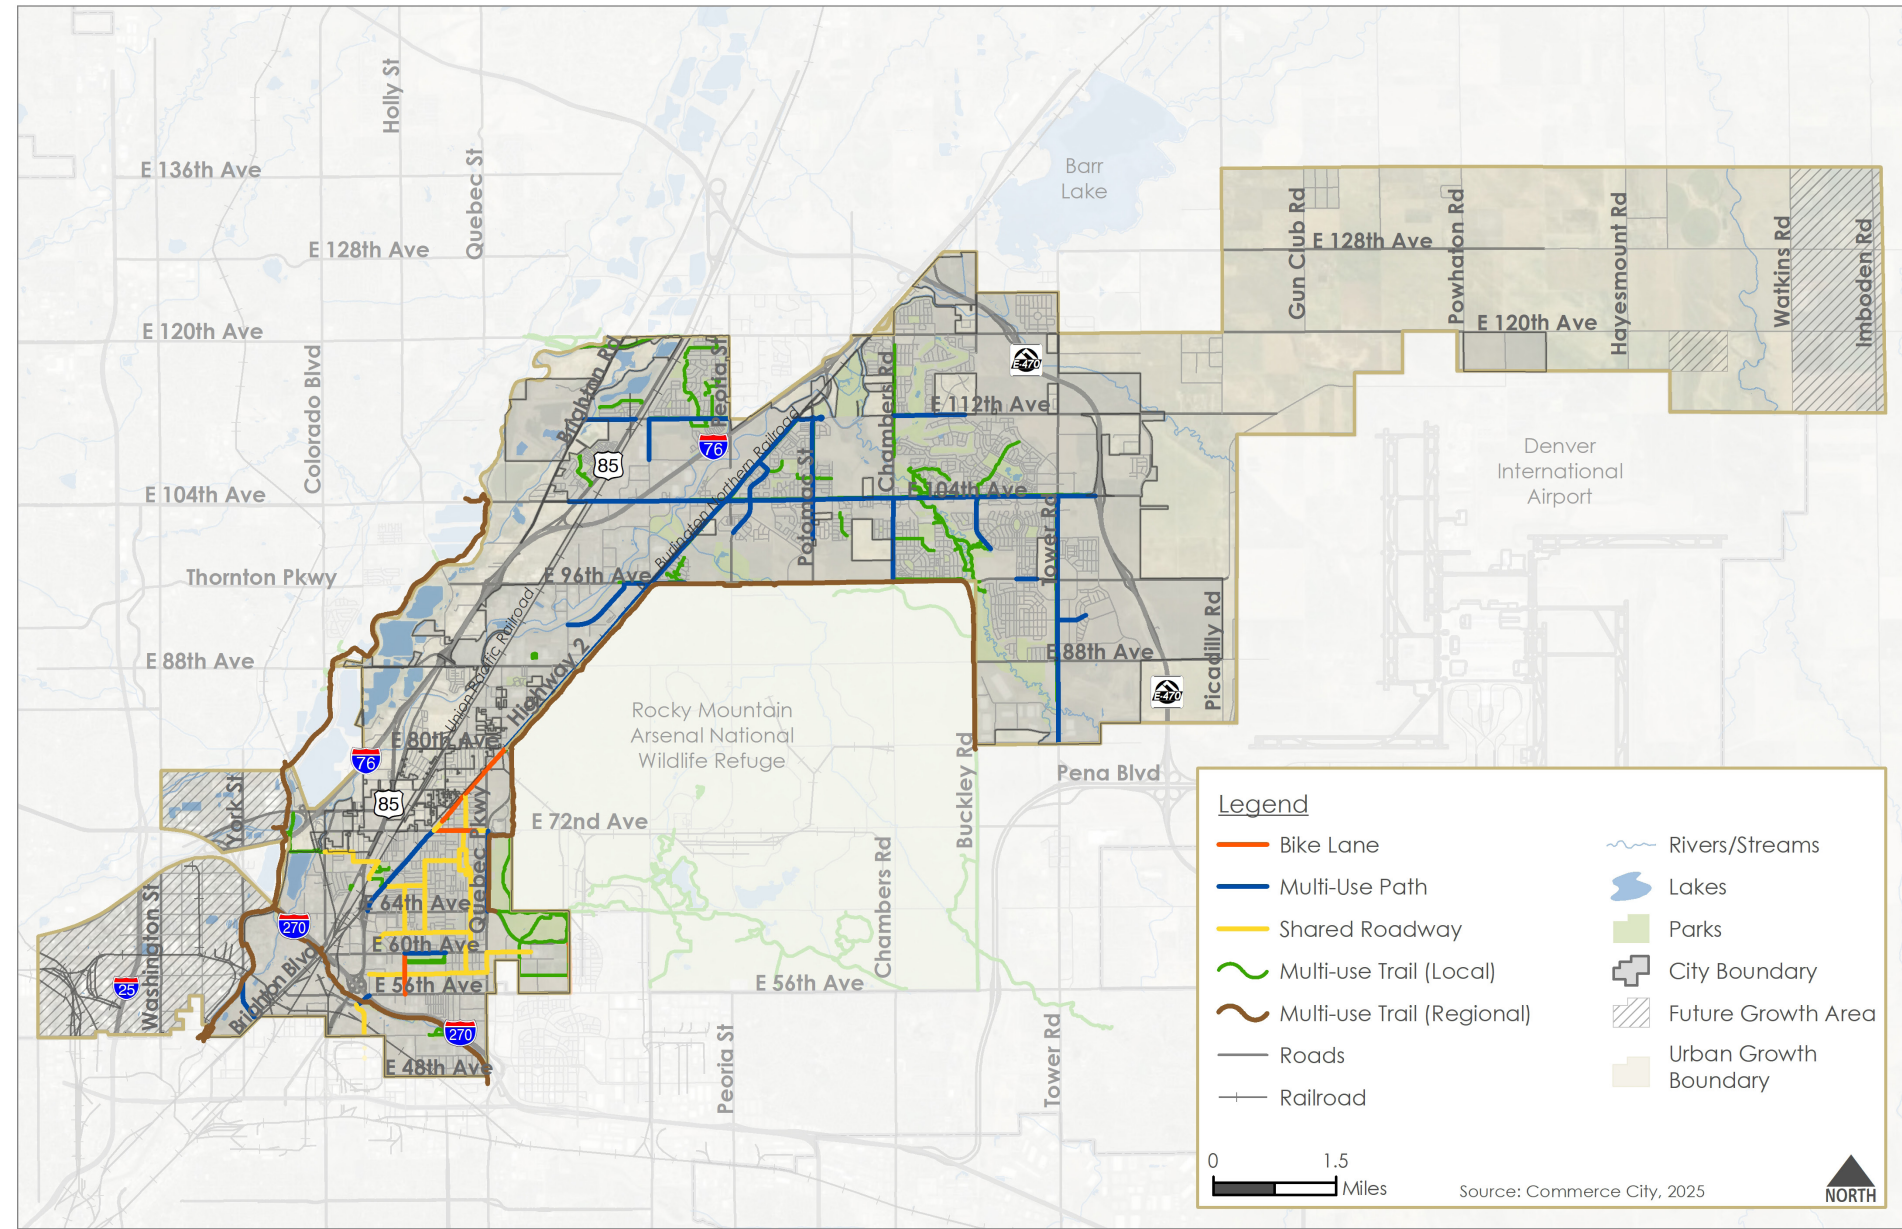 Holly St
Quebec St
E 136th Ave
E 128th Ave
E 120th Ave
Colorado Blvd
E 104th Ave
Thornton Pkwy
E 88th Ave
Barr
Lake
Gun Cub Rd
E 128th Ave
Powhaton Rd
Hayesmount Rd
Watkins Rd
Imboden Rd
E 120th Ave
Brighton Rd
Peoria St
Brighton Rd
85
76
Burlington Northern Railroad
Potomac St
Chambers Rd
E-470
E 112th Ave
E 104th Ave
Tower Rd
Denver
International
Airport
E 96th Ave
Union Pacific Railroad
Highway 2
E 88th Ave
Picadilly Rd
E-470
Rocky Mountain
Arsenal National
Wildlife Refuge
E 80th Ave
76
85
York St
Quebec Pkwy
E 72nd Ave
Buckley Rd
Pena Blvd
Chambers Rd
E 64th Ave
Quebec St
Washington St
270
E 60th Ave
25
Brighton Blvd
E 56th Ave
E 56th Ave
270
E 48th Ave
Peoria St
Tower Rd
Legend
Bike Lane
Multi-Use Path
Shared Roadway
Multi-use Trail (Local)
Multi-use Trail (Regional)
Roads
Railroad
Rivers/Streams
Lakes
Parks
City Boundary
Future Growth Area
Urban Growth
Boundary
0 1.5
Miles
Source: Commerce City, 2025
NORTH